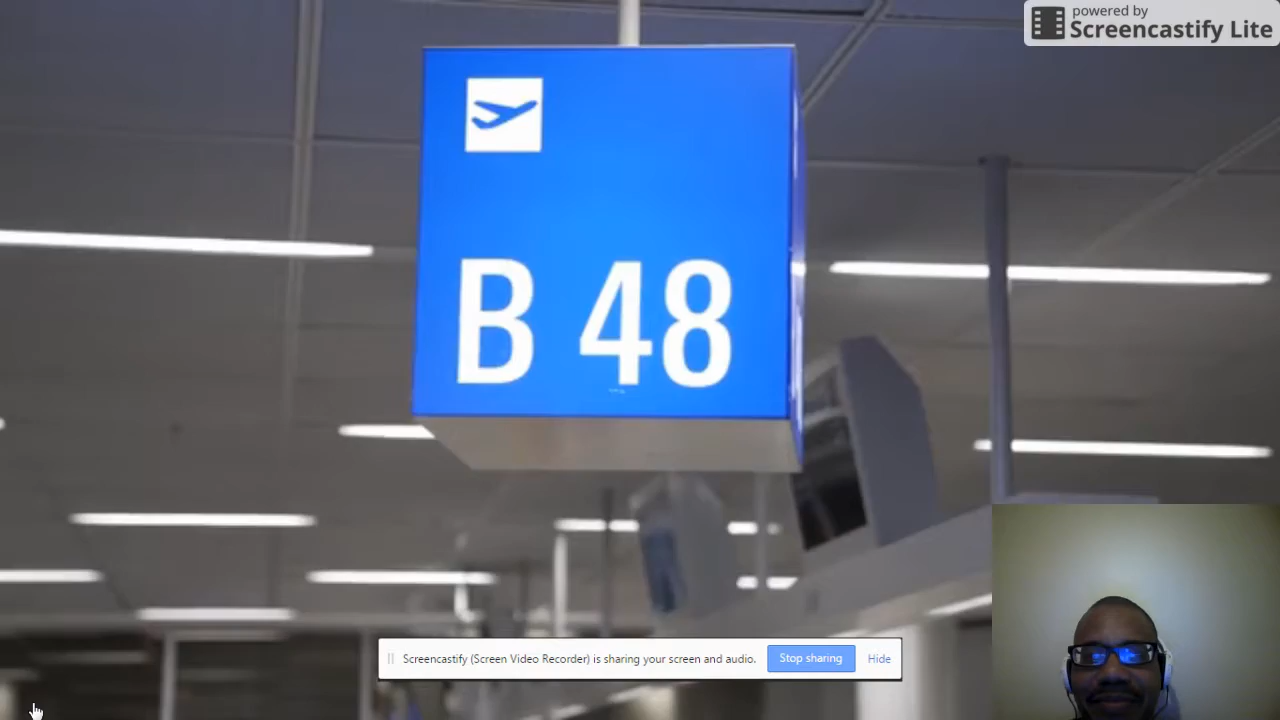 powered by
Screencastify Lite
B 48
Screencastify (Screen Video Recorder) is sharing your screen and audio.
Stop sharing
Hide